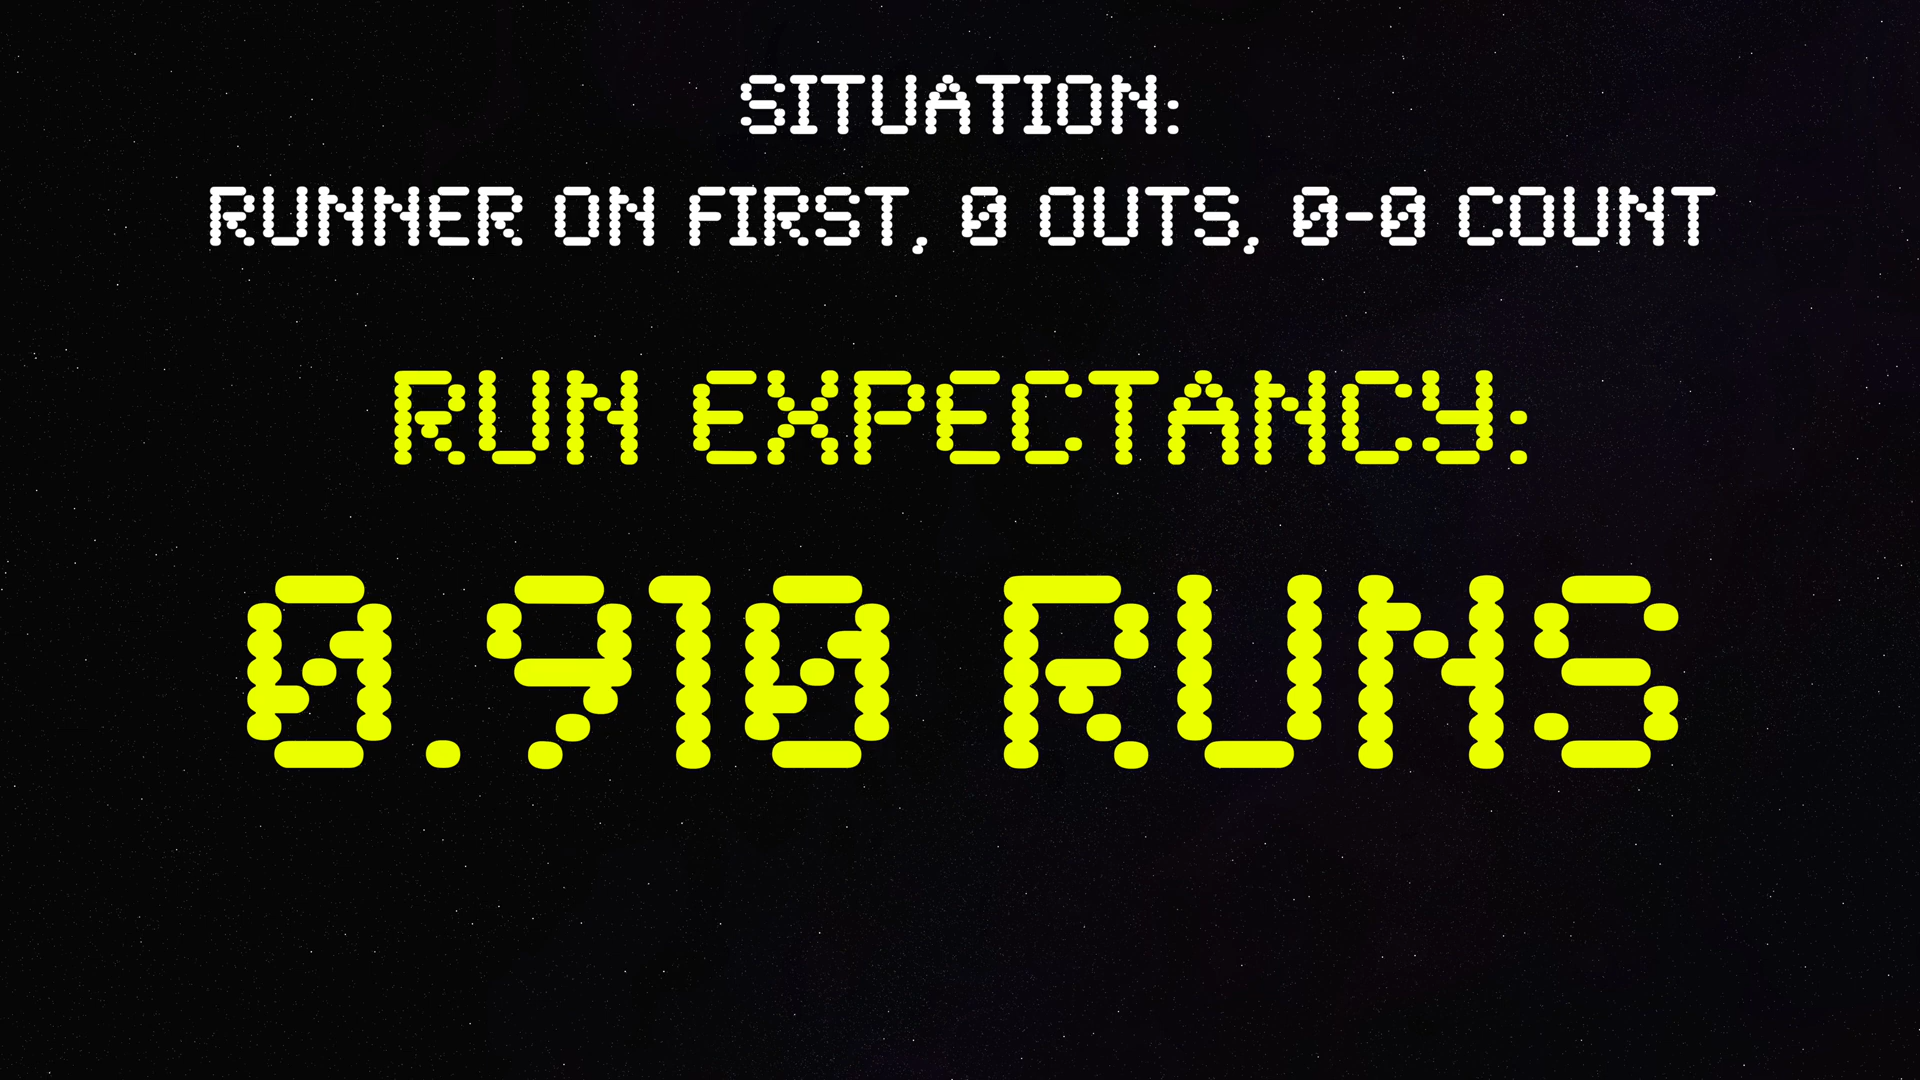 SITUATION:
RUNNER ON FIRST, 0 OUTS, 0-0 COUNT
RUN EXPECTANCY:
0.910 RUNS